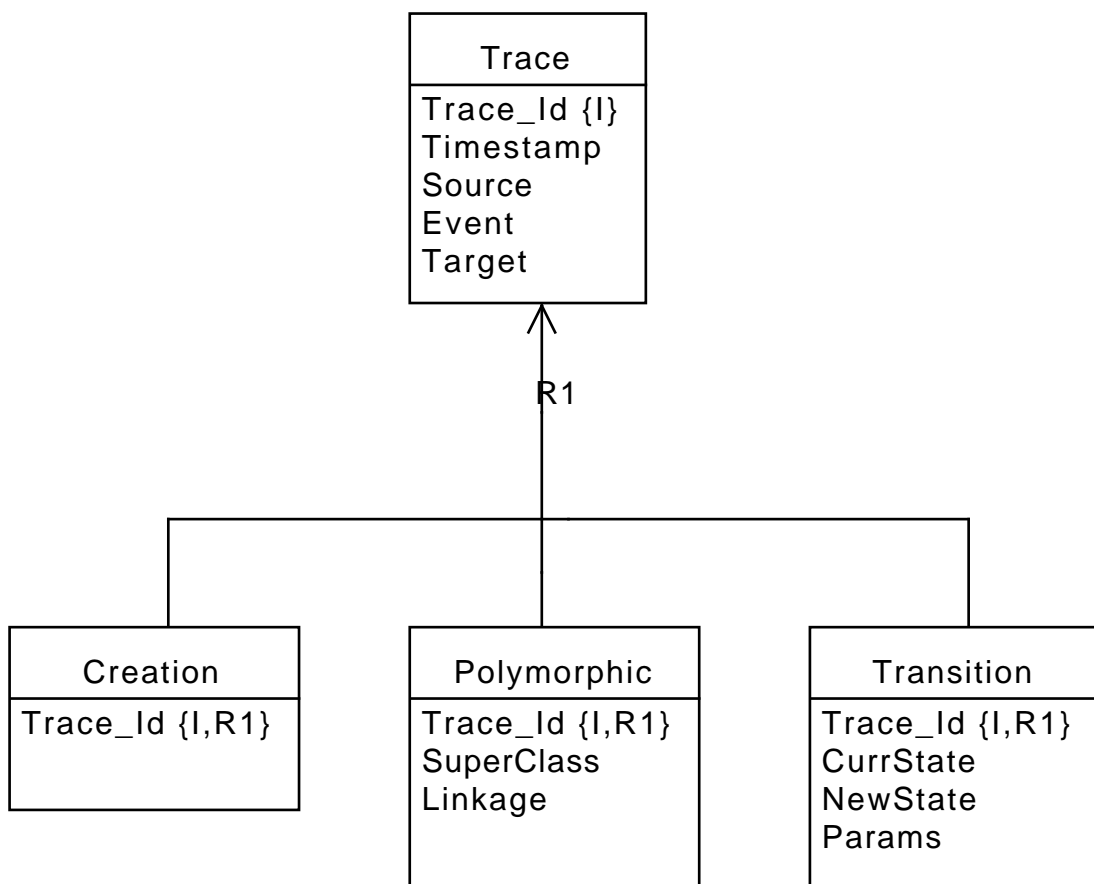 Trace
Trace_Id {I}
Timestamp
Source
Event
Target
R1
Creation
Trace_Id {I,R1}
Polymorphic
Trace_Id {I,R1}
SuperClass
Linkage
Transition
Trace_Id {I,R1}
CurrState
NewState
Params